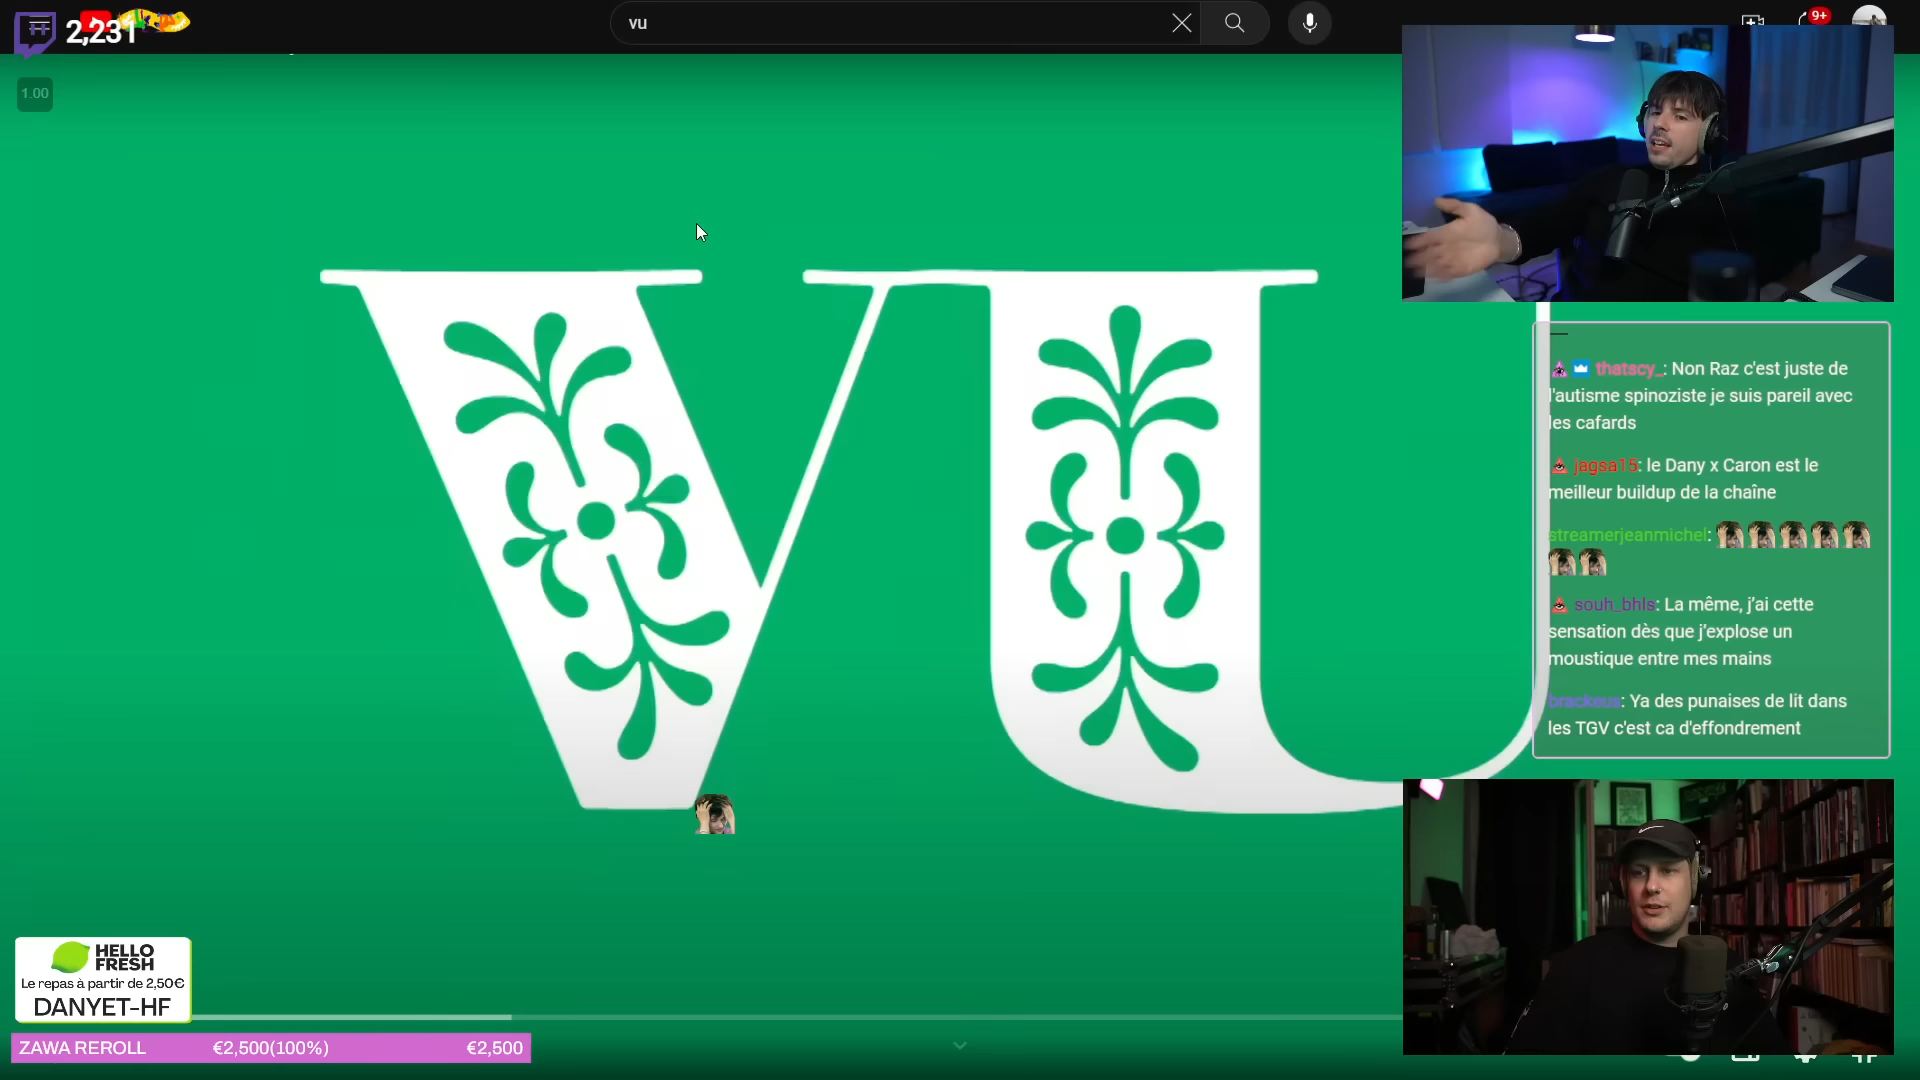 2,231
vu
9+
1.00
VU
thatscy_: Non Raz c'est juste de
l'autisme spinoziste je suis pareil avec
les cafards
jagsa15: le Dany x Caron est le
meilleur buildup de la chaîne
streamerjeanmichel:
souh_bhls: La même, j'ai cette
sensation dès que j'explose un
moustique entre mes mains
brackeus: Ya des punaises de lit dans
les TGV c'est ca d'effondrement
HELLO
FRESH
Le repas à partir de 2,50€
DANYET-HF
ZAWA REROLL €2,500(100%) €2,500